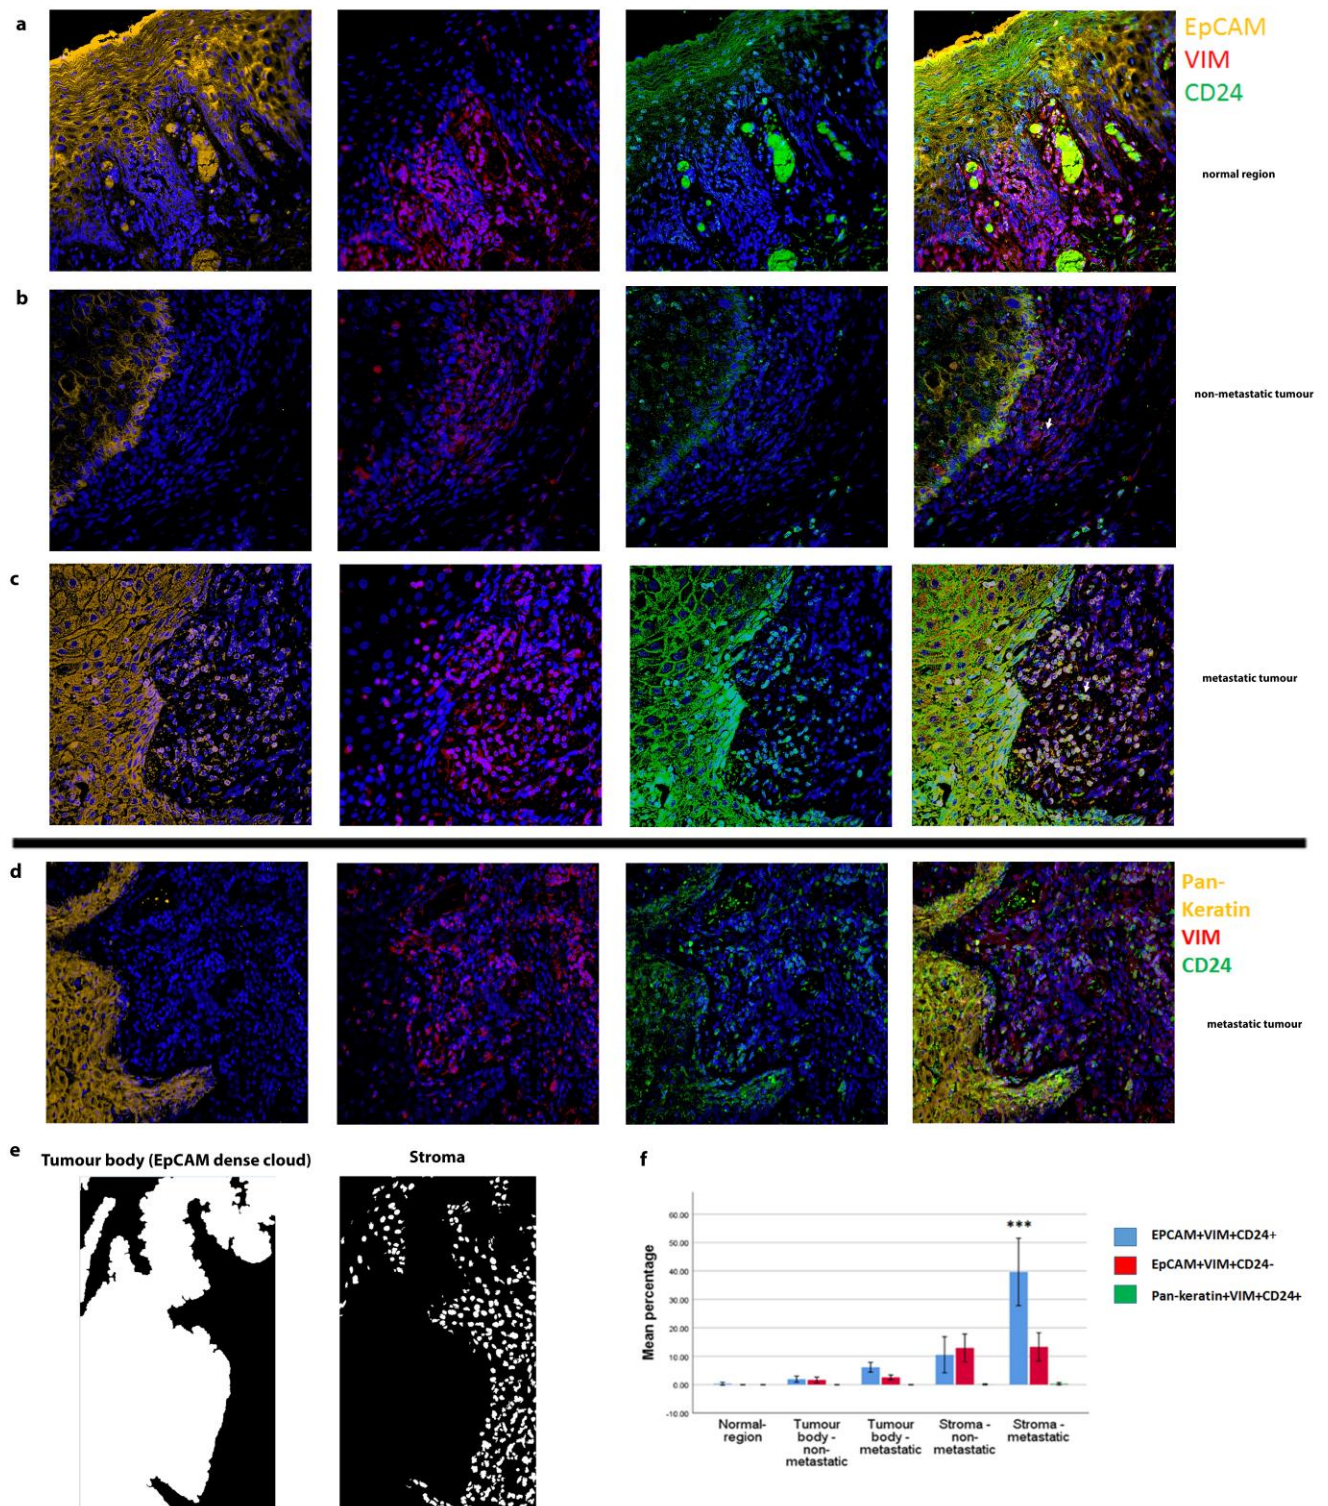 a
EpCAM
VIM
CD24
normal region
b
non-metastatic tumour
c
metastatic tumour
d
Pan-
Keratin
VIM
CD24
metastatic tumour
e
Tumour body (EpCAM dense cloud)
Stroma
f
Mean percentage
60.00
50.00
40.00
30.00
20.00
10.00
0.00
-10.00
***
Normal-
region
Tumour
body -
non-
metastatic
Tumour
body -
metastatic
Stroma -
non-
metastatic
Stroma -
metastatic
EPCAM+VIM+CD24+
EpCAM+VIM+CD24-
Pan-keratin+VIM+CD24+